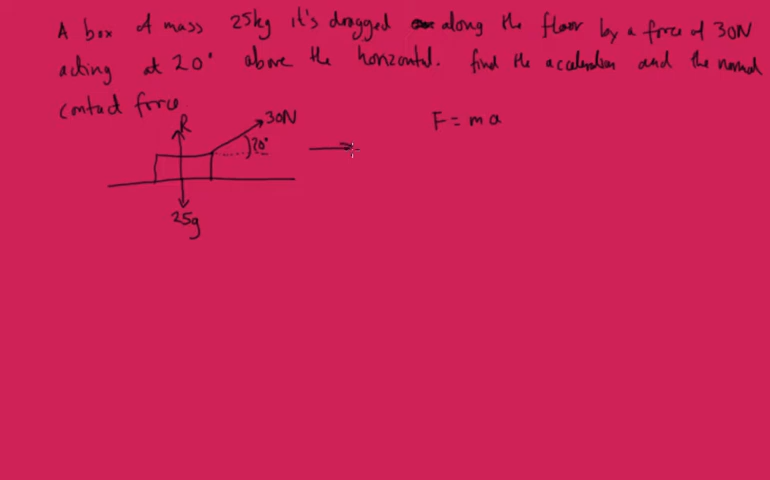 A box of mass 25kg it's dragged along the floor by a force of 30N
acting at 20° above the horizontal. find the acceleration and the normal
contact force
R
30N
20°
F = ma
25g